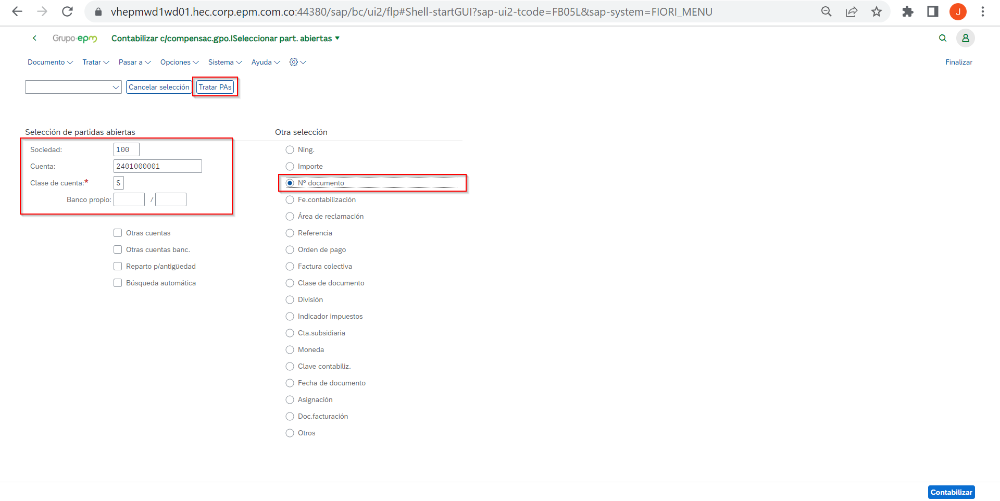 vhepmwd1wd01.hec.corp.epm.com.co:44380/sap/bc/ui2/flp#Shell-startGUI?sap-ui2-tcode=FB05L&sap-system=FIORI_MENU
J
Grupo·epm Contabilizar c/compensac.gpo.lSeleccionar part. abiertas
Documento Tratar Pasar a Opciones Sistema Ayuda Finalizar
Cancelar selección Tratar PAs
Selección de partidas abiertas
Sociedad: 100
Cuenta: 2401000001
Clase de cuenta:* S
Banco propio: /
Otras cuentas
Otras cuentas banc.
Reparto p/antigüedad
Búsqueda automática
Otra selección
Ning.
Importe
Nº documento
Fe.contabilización
Área de reclamación
Referencia
Orden de pago
Factura colectiva
Clase de documento
División
Indicador impuestos
Cta.subsidiaria
Moneda
Clave contabiliz.
Fecha de documento
Asignación
Doc.facturación
Otros
Contabilizar